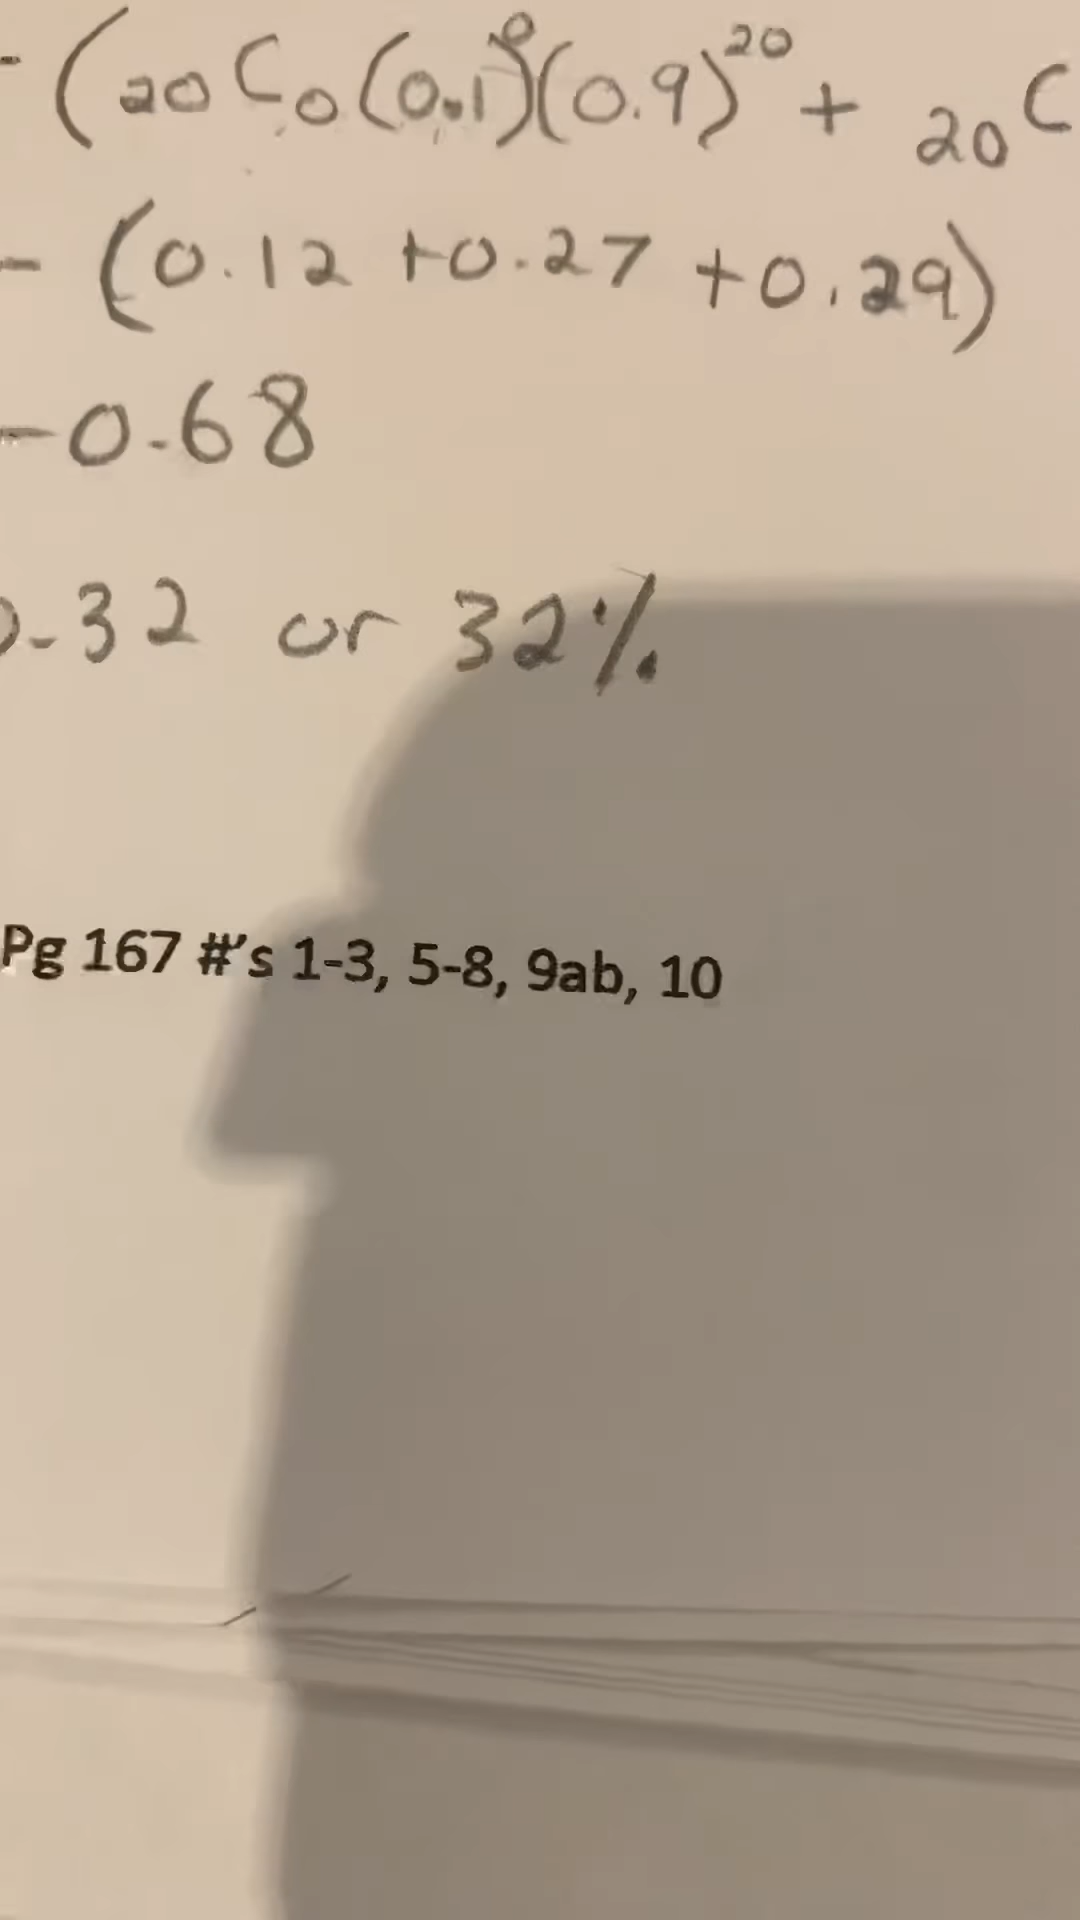 - (₂₀C₀(0.1)⁰(0.9)²⁰ + ₂₀C
- (0.12 +0.27 +0.29)
-0.68
0.32 or 32%
Pg 167 #'s 1-3, 5-8, 9ab, 10